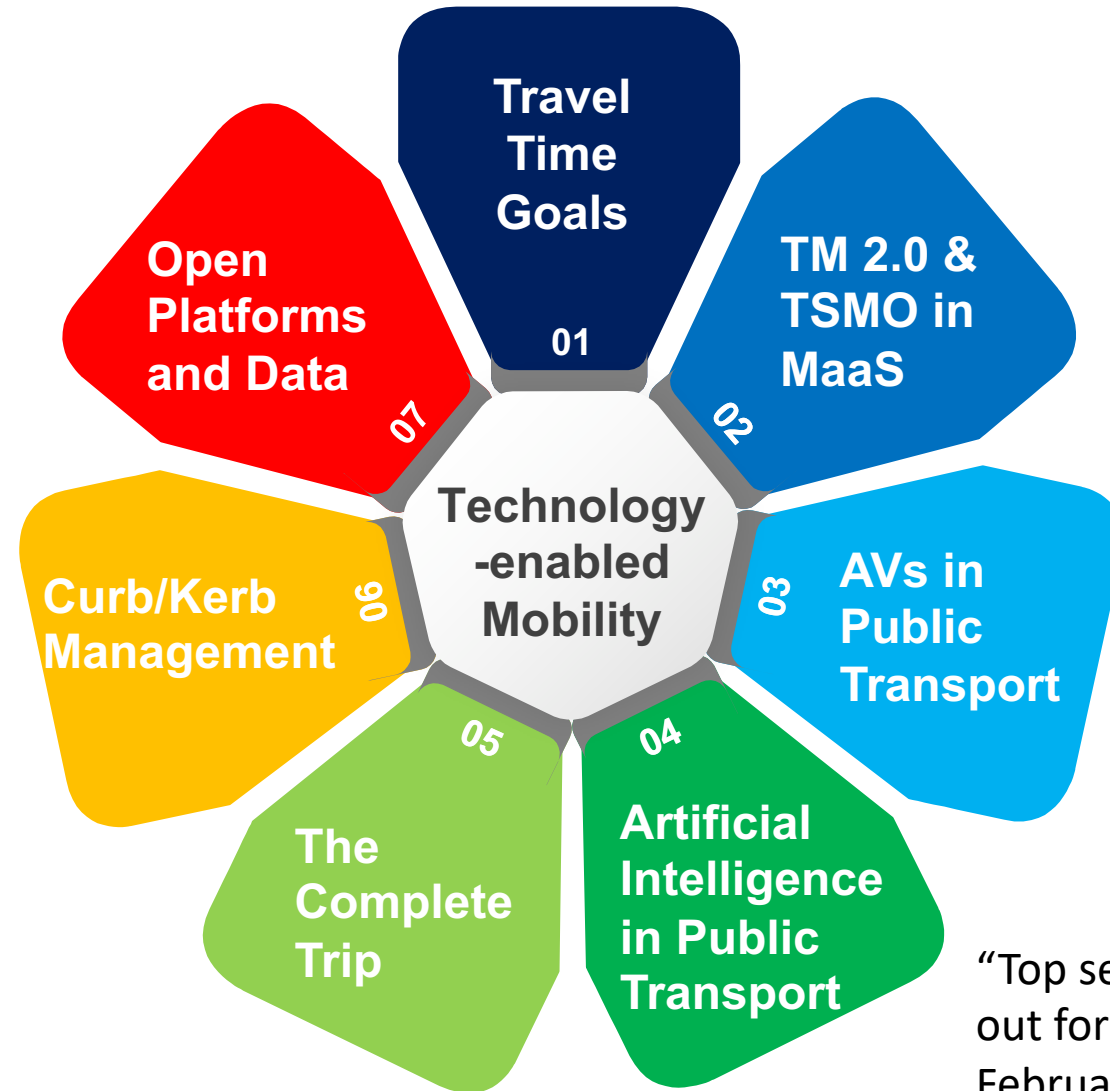 Travel
Time
Goals
01
TM 2.0 &
TSMO in
MaaS
02
AVs in
Public
Transport
03
Artificial
Intelligence
in Public
Transport
04
The
Complete
Trip
05
Curb/Kerb
Management
06
Open
Platforms
and Data
07
Technology
-enabled
Mobility
“Top
out for